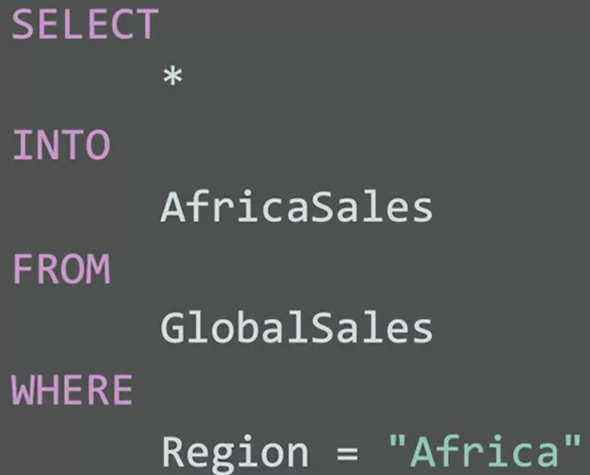 SELECT
*
INTO
AfricaSales
FROM
GlobalSales
WHERE
Region = "Africa"